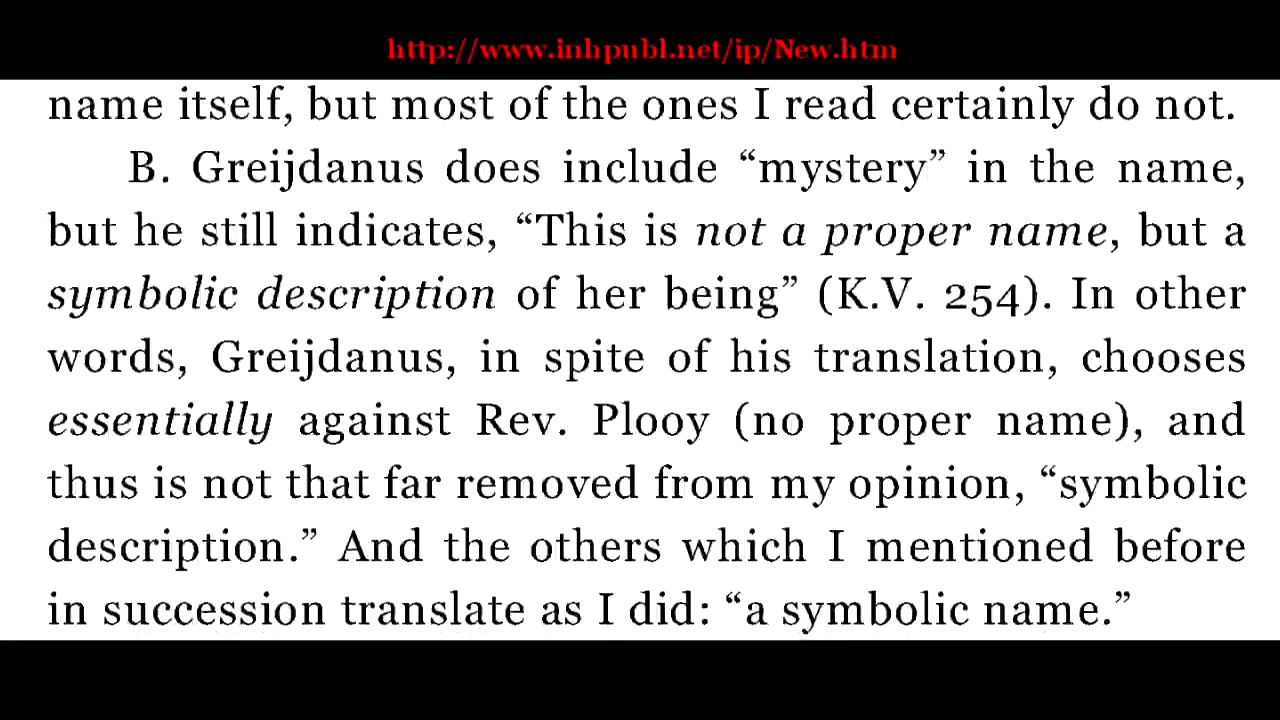 http://www.inhpubl.net/ip/New.htm
name itself, but most of the ones I read certainly do not.
B. Greijdanus does include “mystery” in the name,
but he still indicates, “This is not a proper name, but a
symbolic description of her being” (K.V. 254). In other
words, Greijdanus, in spite of his translation, chooses
essentially against Rev. Plooy (no proper name), and
thus is not that far removed from my opinion, “symbolic
description.” And the others which I mentioned before
in succession translate as I did: “a symbolic name.”